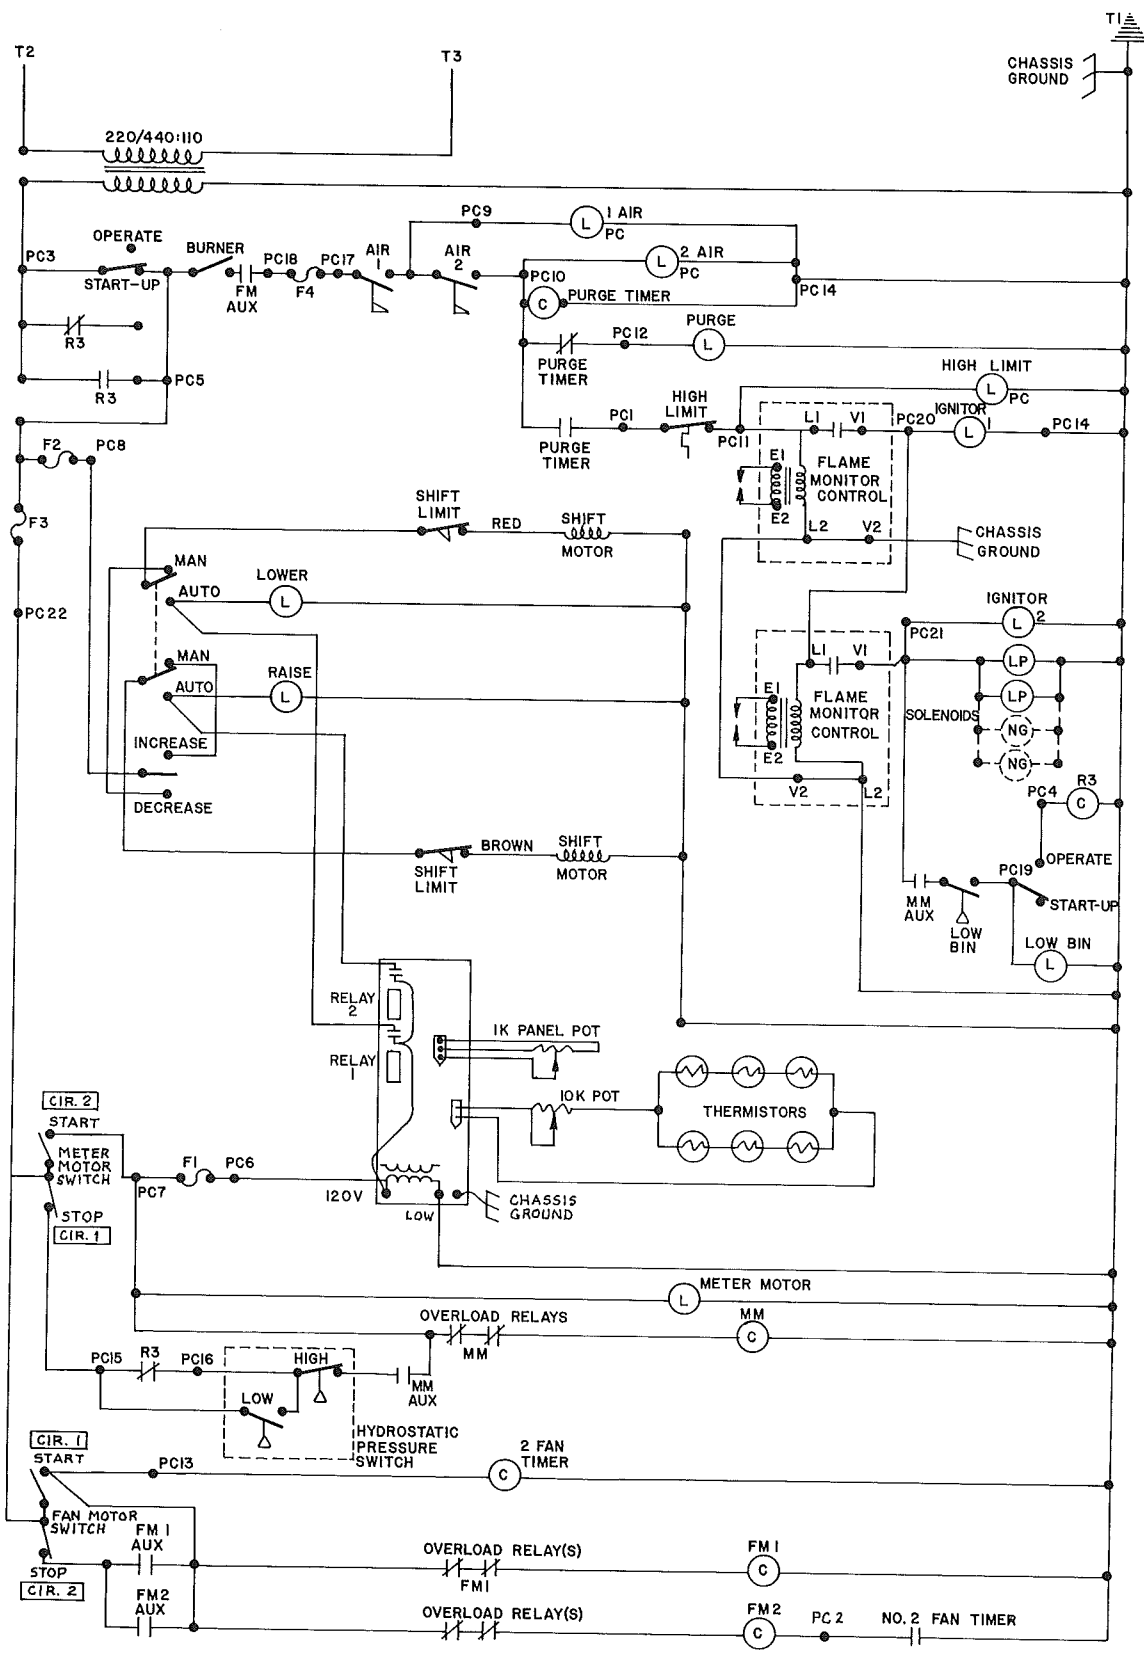 T1
T2
T3
CHASSIS
GROUND
220/440:110
PC9
1 AIR
L
PC
OPERATE
PC3
START-UP
BURNER
FM
AUX
PC18
F4
PC17
AIR
1
AIR
2
2 AIR
L
PC
PC10
C
PURGE TIMER
PC14
R3
PURGE
TIMER
PC12
PURGE
L
R3
PC5
HIGH LIMIT
L
PC
PURGE
TIMER
PC1
HIGH
LIMIT
PC11
L1
V1
PC20
IGNITOR
L
1
PC14
F2
PC8
E1
FLAME
MONITOR
CONTROL
E2
L2
V2
CHASSIS
GROUND
F3
SHIFT
LIMIT
RED
SHIFT
MOTOR
MAN
AUTO
LOWER
L
PC22
IGNITOR
L
2
PC21
MAN
AUTO
RAISE
L
L1
V1
LP
LP
SOLENOIDS
NG
NG
E1
FLAME
MONITOR
CONTROL
E2
V2
L2
INCREASE
DECREASE
R3
PC4
C
SHIFT
LIMIT
BROWN
SHIFT
MOTOR
OPERATE
PC19
START-UP
MM
AUX
LOW
BIN
LOW BIN
L
RELAY
2
RELAY
1
1K PANEL POT
10K POT
THERMISTORS
CIR. 2
START
METER
MOTOR
SWITCH
STOP
CIR. 1
PC7
F1
PC6
120V
LOW
CHASSIS
GROUND
METER MOTOR
L
OVERLOAD RELAYS
MM
MM
C
PC15
R3
PC16
HIGH
LOW
MM
AUX
HYDROSTATIC
PRESSURE
SWITCH
CIR. 1
START
PC13
2 FAN
TIMER
C
FAN MOTOR
SWITCH
FM 1
AUX
STOP
CIR. 2
OVERLOAD RELAY(S)
FM1
FM1
C
FM2
AUX
OVERLOAD RELAY(S)
FM2
C
PC 2
NO. 2 FAN TIMER